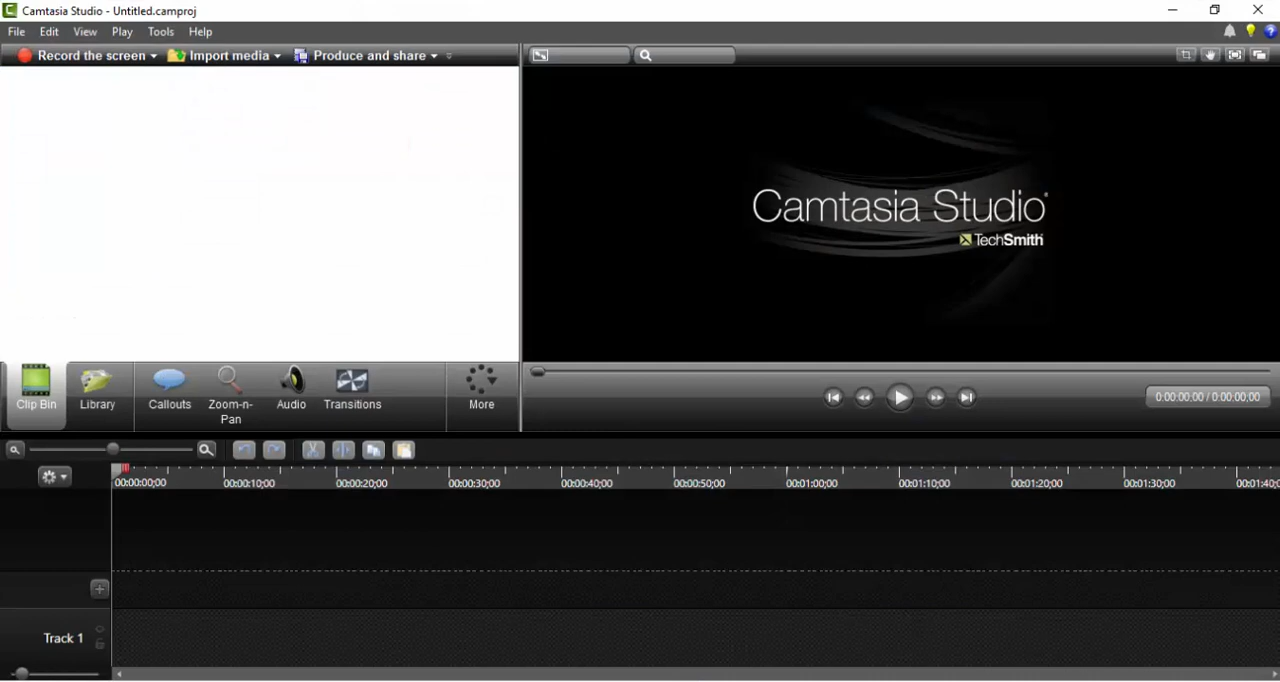 Camtasia Studio - Untitled.camproj
File Edit View Play Tools Help
Record the screen Import media Produce and share
Camtasia Studio®
TechSmith
Clip Bin Library Callouts Zoom-n-Pan Audio Transitions More
0:00:00;00 / 0:00:00;00
00:00:00;00 00:00:10;00 00:00:20;00 00:00:30;00 00:00:40;00 00:00:50;00 00:01:00;00 00:01:10;00 00:01:20;00 00:01:30;00 00:01:40;0
Track 1